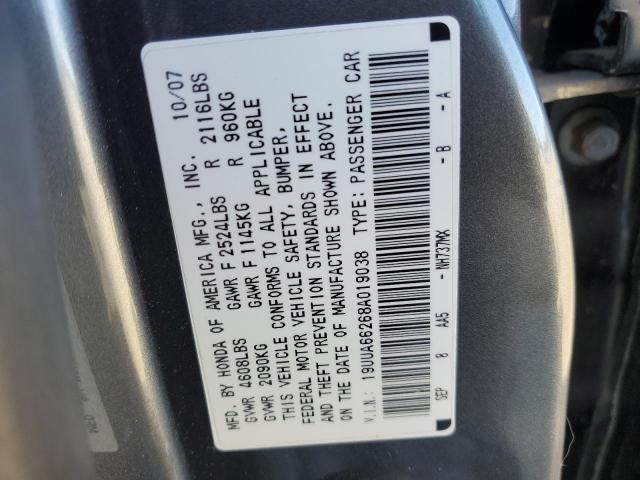 MFD. BY HONDA OF AMERICA MFG., INC. 10/07
GVWR 4608LBS GAWR F 2524LBS R 2116LBS
GVWR 2090KG GAWR F 1145KG R 960KG
THIS VEHICLE CONFORMS TO ALL APPLICABLE
FEDERAL MOTOR VEHICLE SAFETY, BUMPER,
AND THEFT PREVENTION STANDARDS IN EFFECT
ON THE DATE OF MANUFACTURE SHOWN ABOVE.
V.I.N.: 19UUA66268A019038 TYPE: PASSENGER CAR
SEP 8 AA5 - NH737MX - B - A